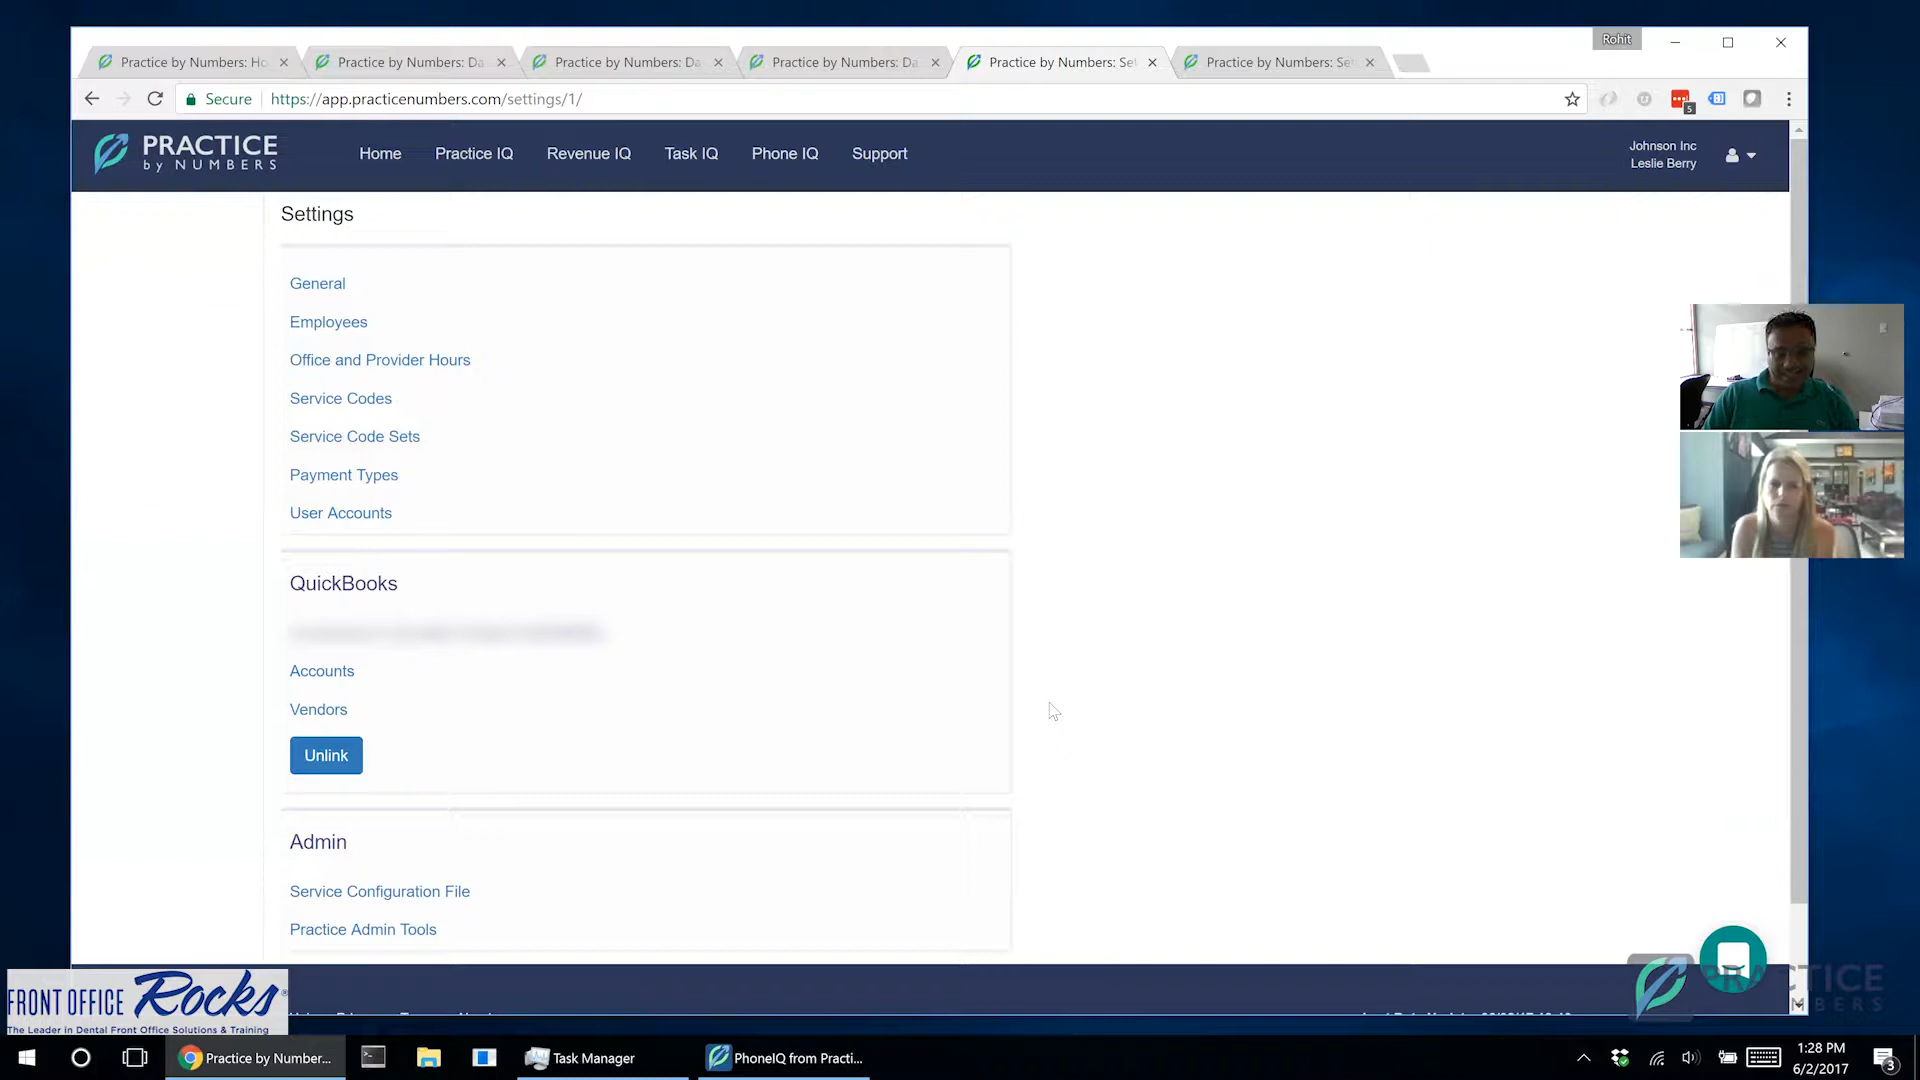 Rohit
Practice by Numbers: Ho
Practice by Numbers: Da
Practice by Numbers: Da
Practice by Numbers: Da
Practice by Numbers: Set
Practice by Numbers: Set
Secure
https://app.practicenumbers.com/settings/1/
5
PRACTICE
by NUMBERS
Home
Practice IQ
Revenue IQ
Task IQ
Phone IQ
Support
Johnson Inc
Leslie Berry
Settings
General
Employees
Office and Provider Hours
Service Codes
Service Code Sets
Payment Types
User Accounts
QuickBooks
Accounts
Vendors
Unlink
Admin
Service Configuration File
Practice Admin Tools
FRONT OFFICE Rocks®
The Leader in Dental Front Office Solutions & Training
Practice by Number...
Task Manager
PhoneIQ from Practi...
1:28 PM
6/2/2017
3